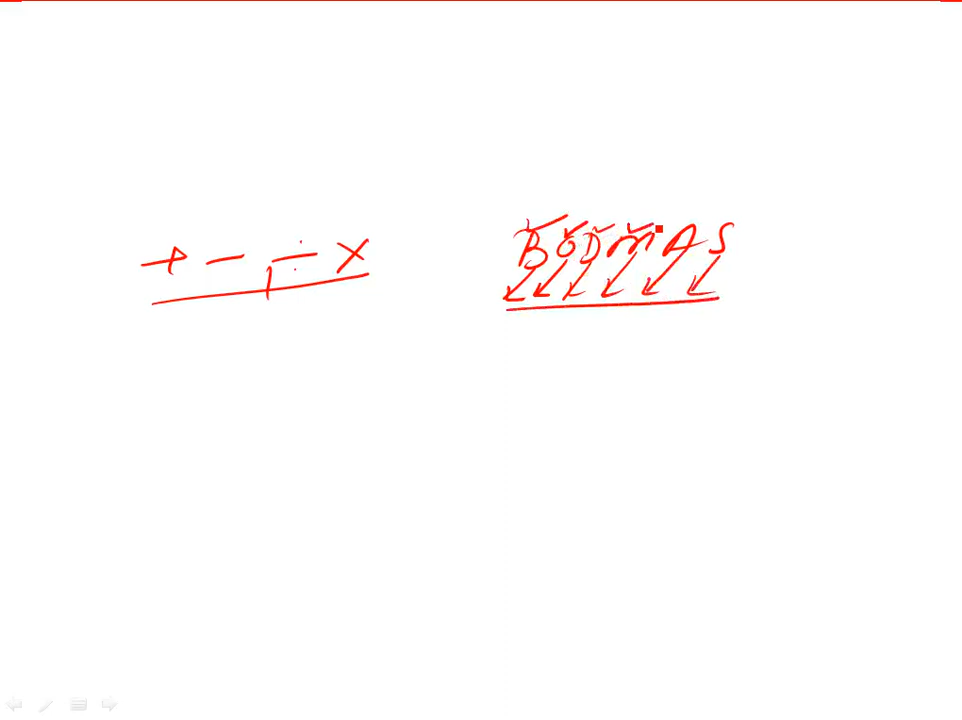 + - ÷ × BODMAS